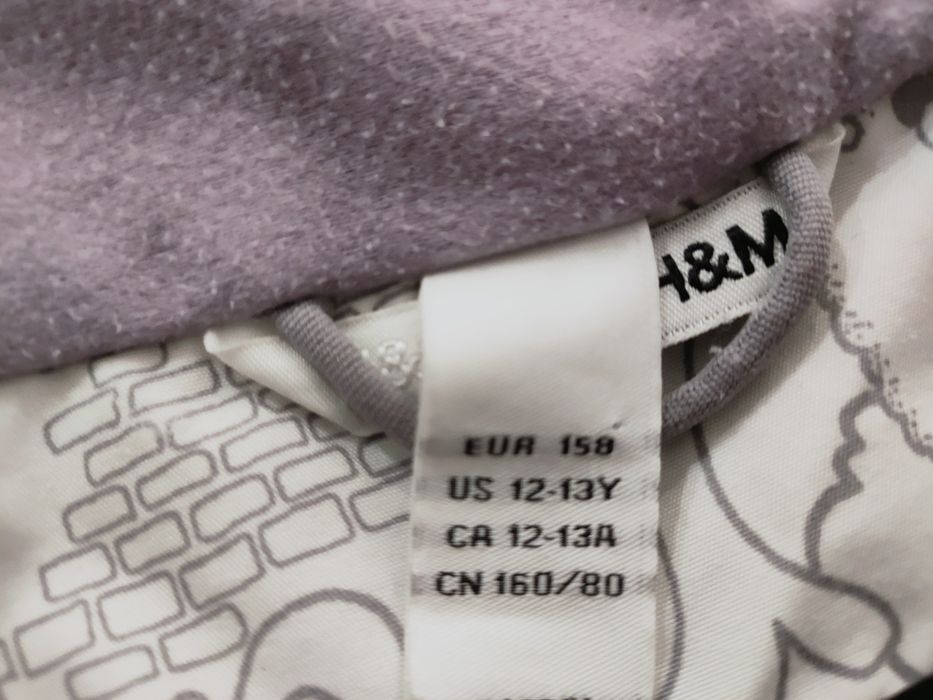 H&M
EUR 158
US 12-13Y
CA 12-13A
CN 160/80